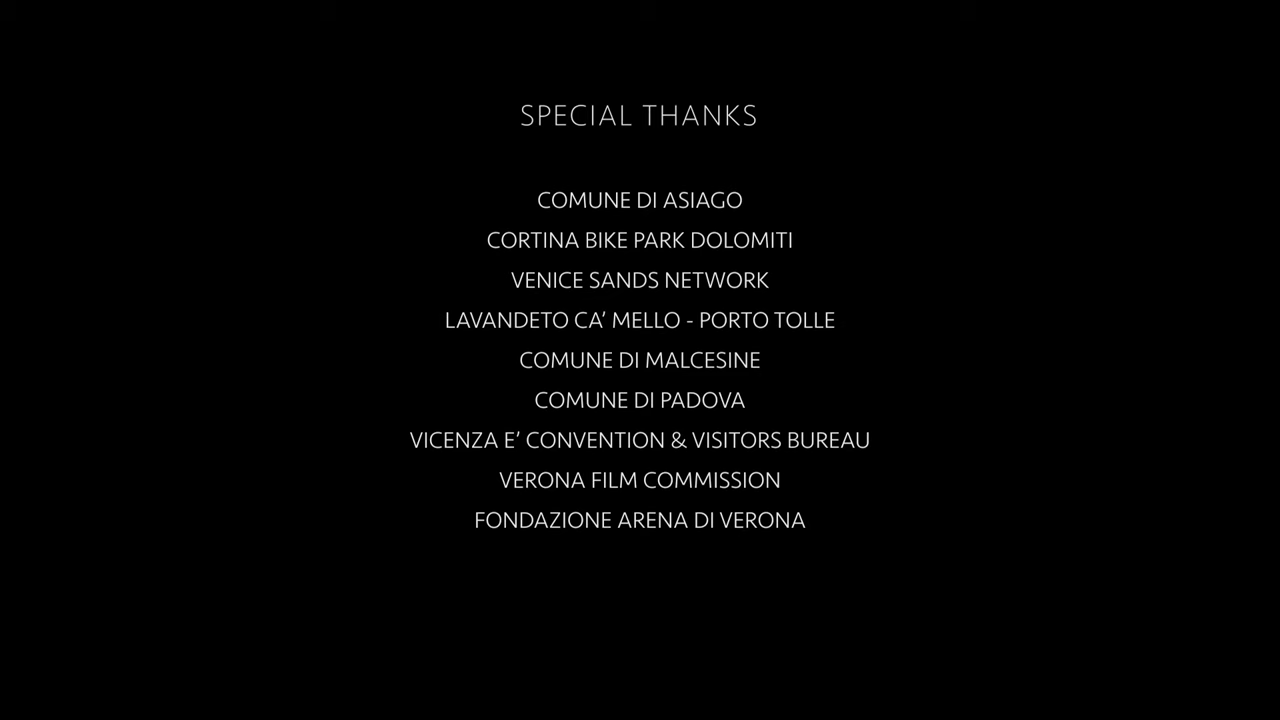 SPECIAL THANKS
COMUNE DI ASIAGO
CORTINA BIKE PARK DOLOMITI
VENICE SANDS NETWORK
LAVANDETO CA’ MELLO - PORTO TOLLE
COMUNE DI MALCESINE
COMUNE DI PADOVA
VICENZA E’ CONVENTION & VISITORS BUREAU
VERONA FILM COMMISSION
FONDAZIONE ARENA DI VERONA